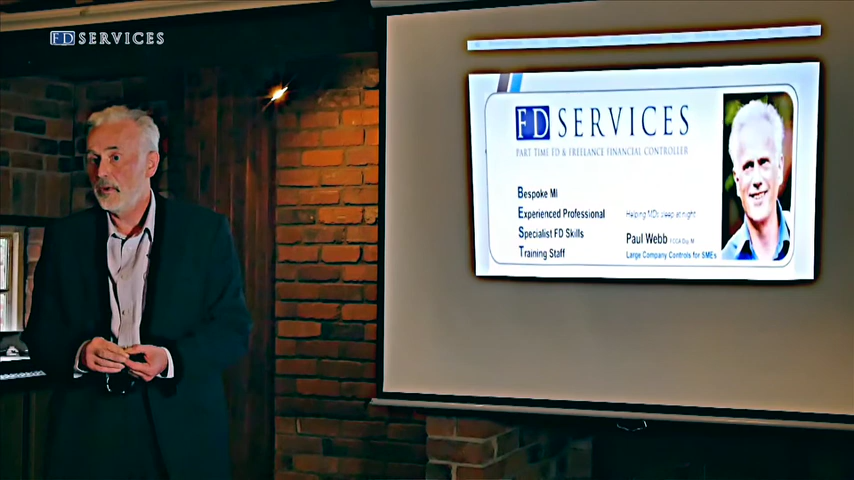 FD SERVICES
FD SERVICES
PART TIME FD & FREELANCE FINANCIAL CONTROLLER
Bespoke MI
Experienced Professional
Helping MDs sleep at night
Specialist FD Skills
Paul Webb
Training Staff
Large Company Controls for SMEs